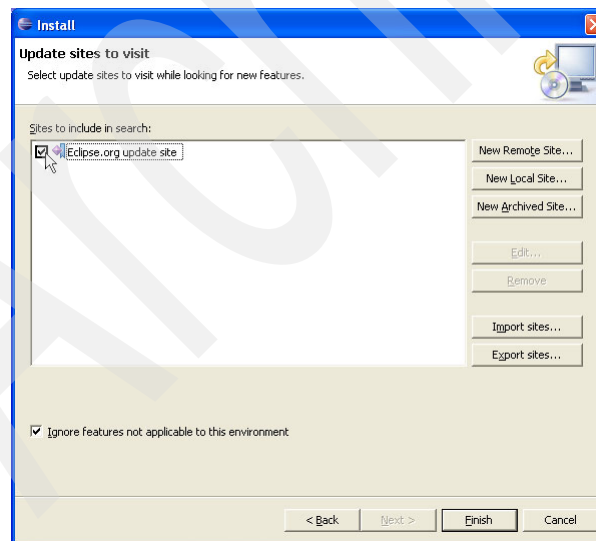 Install
Update sites to visit
Select update sites to visit while looking for new features.
Sites to include in search:
Eclipse.org update site
New Remote Site...
New Local Site...
New Archived Site...
Edit...
Remove
Import sites...
Export sites...
Ignore features not applicable to this environment
< Back Next > Finish Cancel